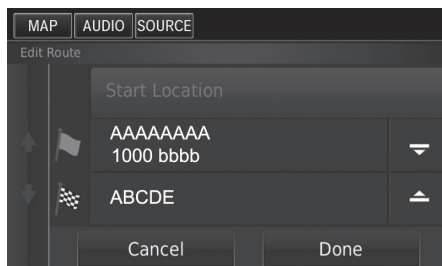 MAP AUDIO SOURCE
Edit Route
Start Location
AAAAAAAA
1000 bbbb
ABCDE
Cancel Done